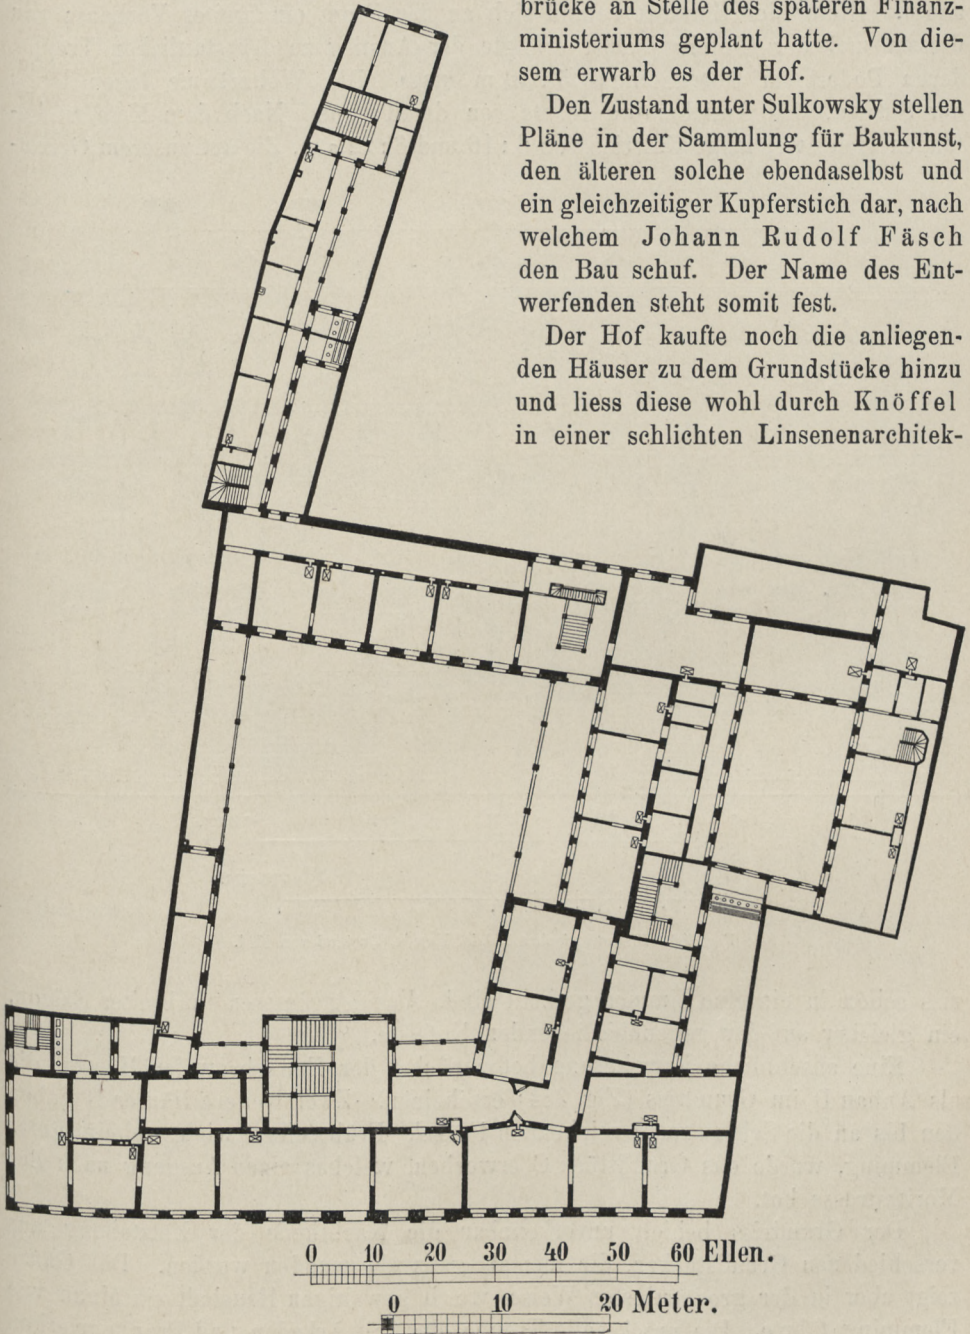 brücke an Stelle des späteren Finanz-
ministeriums geplant hatte. Von die-
sem erwarb es der Hof.
Den Zustand unter Sulkowsky stellen
Pläne in der Sammlung für Baukunst,
den älteren solche ebendaselbst und
ein gleichzeitiger Kupferstich dar, nach
welchem Johann Rudolf Fäsch
den Bau schuf. Der Name des Ent-
werfenden steht somit fest.
Der Hof kaufte noch die anliegen-
den Häuser zu dem Grundstücke hinzu
und liess diese wohl durch Knöffel
in einer schlichten Linsenenarchitek-
0 10 20 30 40 50 60 Ellen.
0 10 20 Meter.